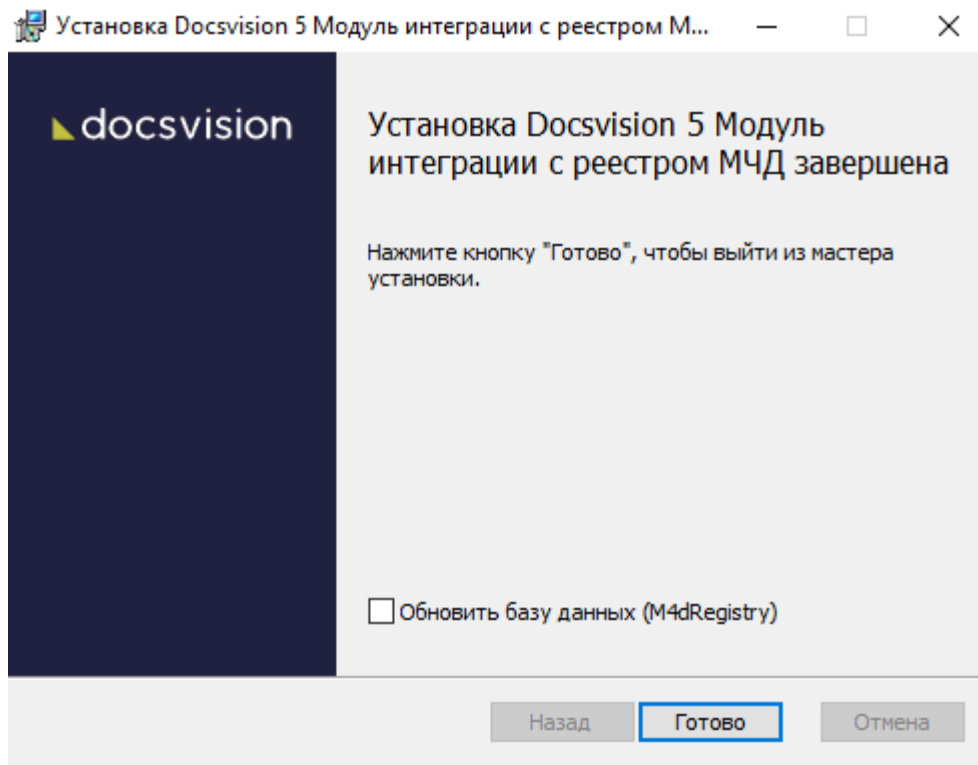 Установка Docsvision 5 Модуль интеграции с реестром М...
docsvision
Установка Docsvision 5 Модуль
интеграции с реестром МЧД завершена
Нажмите кнопку "Готово", чтобы выйти из мастера
установки.
Обновить базу данных (M4dRegistry)
Назад
Готово
Отмена